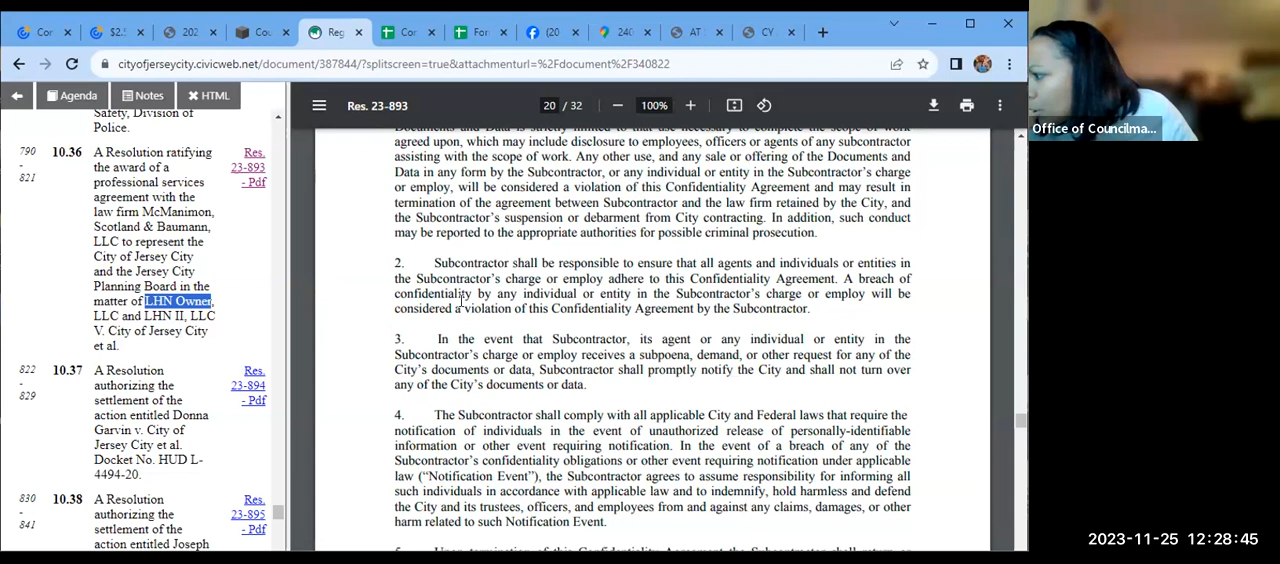 Cor
$2.5
202
Cou
Reg
Cor
For
(20
240
AT
CY
cityofjerseycity.civicweb.net/document/387844/?splitscreen=true&attachmenturl=%2Fdocument%2F340822
Agenda
Notes
HTML
Res. 23-893
20 / 32
100%
Safety, Division of
Police.
790
-
821
10.36
A Resolution ratifying
the award of a
professional services
agreement with the
law firm McManimon,
Scotland & Baumann,
LLC to represent the
City of Jersey City
and the Jersey City
Planning Board in the
matter of LHN Owner,
LLC and LHN II, LLC
V. City of Jersey City
et al.
Res.
23-893
- Pdf
822
-
829
10.37
A Resolution
authorizing the
settlement of the
action entitled Donna
Garvin v. City of
Jersey City et al.
Docket No. HUD L-
4494-20.
Res.
23-894
- Pdf
830
-
841
10.38
A Resolution
authorizing the
settlement of the
action entitled Joseph
Res.
23-895
- Pdf
Documents and Data is strictly limited to that use necessary to complete the scope of work
agreed upon, which may include disclosure to employees, officers or agents of any subcontractor
assisting with the scope of work. Any other use, and any sale or offering of the Documents and
Data in any form by the Subcontractor, or any individual or entity in the Subcontractor's charge
or employ, will be considered a violation of this Confidentiality Agreement and may result in
termination of the agreement between Subcontractor and the law firm retained by the City, and
the Subcontractor's suspension or debarment from City contracting. In addition, such conduct
may be reported to the appropriate authorities for possible criminal prosecution.
2. Subcontractor shall be responsible to ensure that all agents and individuals or entities in
the Subcontractor's charge or employ adhere to this Confidentiality Agreement. A breach of
confidentiality by any individual or entity in the Subcontractor's charge or employ will be
considered a violation of this Confidentiality Agreement by the Subcontractor.
3. In the event that Subcontractor, its agent or any individual or entity in the
Subcontractor's charge or employ receives a subpoena, demand, or other request for any of the
City's documents or data, Subcontractor shall promptly notify the City and shall not turn over
any of the City's documents or data.
4. The Subcontractor shall comply with all applicable City and Federal laws that require the
notification of individuals in the event of unauthorized release of personally-identifiable
information or other event requiring notification. In the event of a breach of any of the
Subcontractor's confidentiality obligations or other event requiring notification under applicable
law ("Notification Event"), the Subcontractor agrees to assume responsibility for informing all
such individuals in accordance with applicable law and to indemnify, hold harmless and defend
the City and its trustees, officers, and employees from and against any claims, damages, or other
harm related to such Notification Event.
Office of Councilma...
2023-11-25 12:28:45